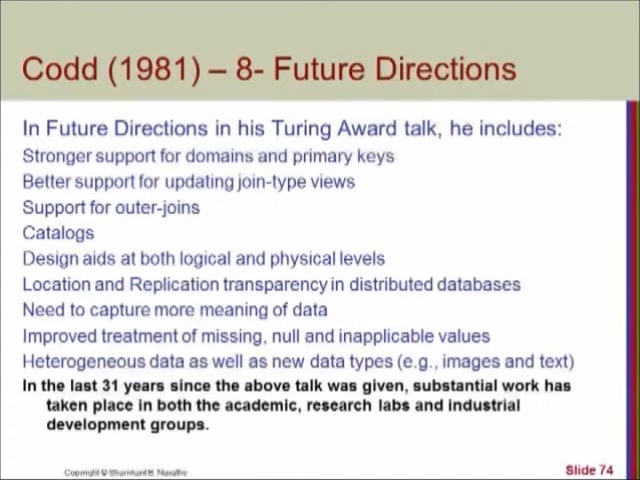 Codd (1981) – 8- Future Directions
In Future Directions in his Turing Award talk, he includes:
Stronger support for domains and primary keys
Better support for updating join-type views
Support for outer-joins
Catalogs
Design aids at both logical and physical levels
Location and Replication transparency in distributed databases
Need to capture more meaning of data
Improved treatment of missing, null and inapplicable values
Heterogeneous data as well as new data types (e.g., images and text)
In the last 31 years since the above talk was given, substantial work has
taken place in both the academic, research labs and industrial
development groups.
Copyright © Shamkant B. Navathe
Slide 74